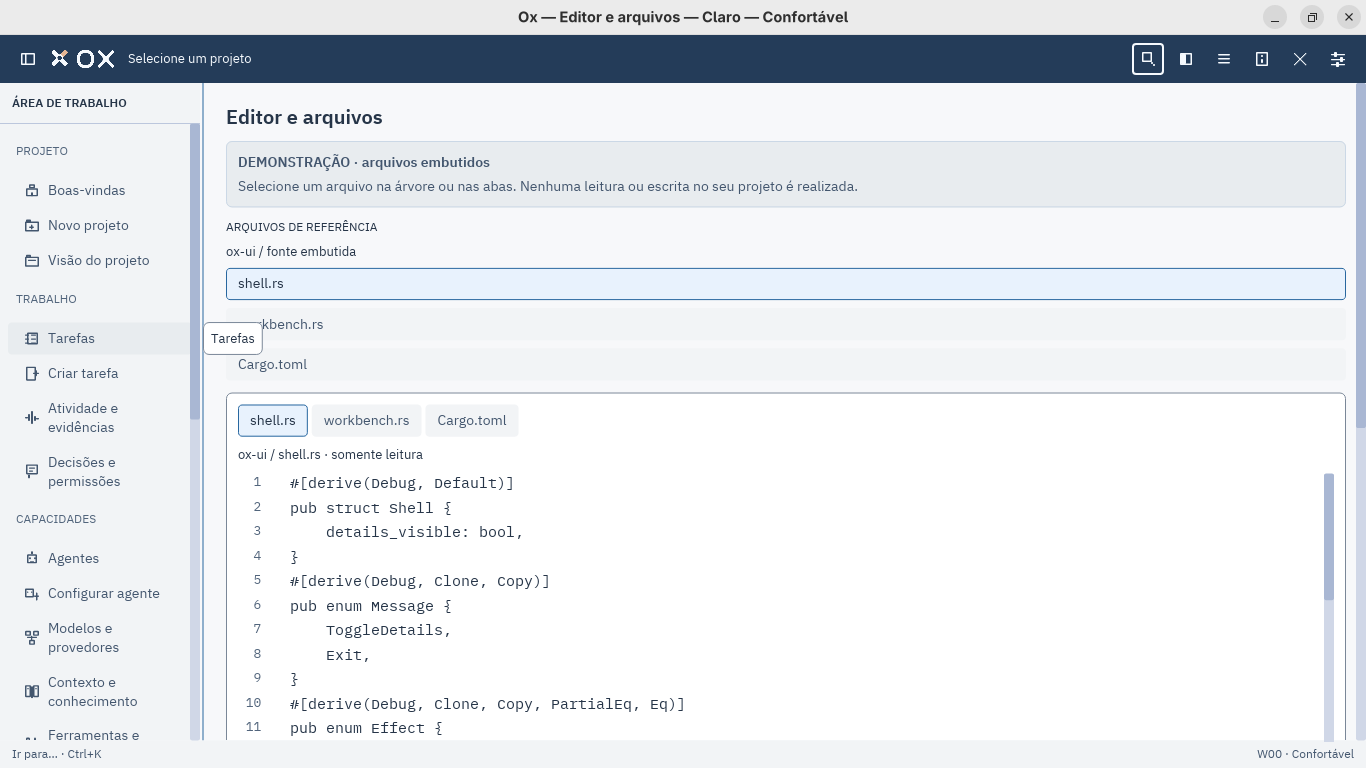 Ox — Editor e arquivos — Claro — Confortável
OX
Selecione um projeto
ÁREA DE TRABALHO
PROJETO
Boas-vindas
Novo projeto
Visão do projeto
TRABALHO
Tarefas
Criar tarefa
Atividade e
evidências
Decisões e
permissões
CAPACIDADES
Agentes
Configurar agente
Modelos e
provedores
Contexto e
conhecimento
Ferramentas e
Tarefas
Editor e arquivos
DEMONSTRAÇÃO · arquivos embutidos
Selecione um arquivo na árvore ou nas abas. Nenhuma leitura ou escrita no seu projeto é realizada.
ARQUIVOS DE REFERÊNCIA
ox-ui / fonte embutida
shell.rs
kbench.rs
Cargo.toml
shell.rs workbench.rs Cargo.toml
ox-ui / shell.rs · somente leitura
1 #[derive(Debug, Default)]
2 pub struct Shell {
3 details_visible: bool,
4 }
5 #[derive(Debug, Clone, Copy)]
6 pub enum Message {
7 ToggleDetails,
8 Exit,
9 }
10 #[derive(Debug, Clone, Copy, PartialEq, Eq)]
11 pub enum Effect {
Ir para… · Ctrl+K
W00 · Confortável